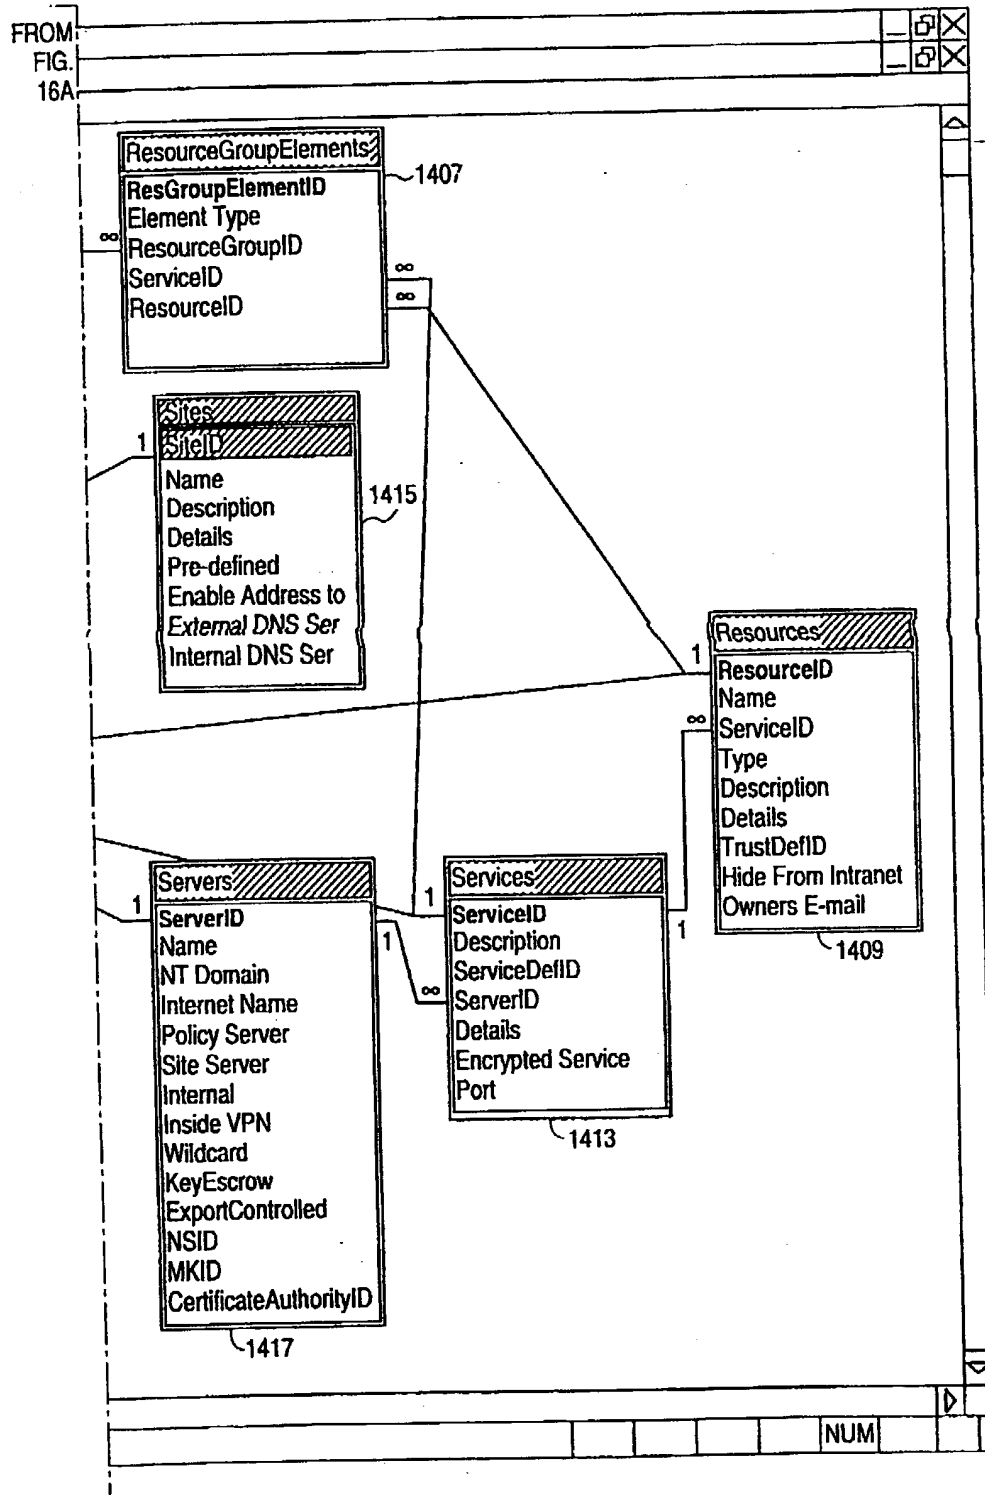 FROM
FIG.
16A
ResourceGroupElements
1407
ResGroupElementID
Element Type
∞ ResourceGroupID
∞
ServiceID
∞
ResourceID
Sites
1
SiteID
Name
1415
Description
Details
Pre-defined
Enable Address to
External DNS Ser
Internal DNS Ser
Resources
1
ResourceID
Name
∞ ServiceID
Type
Description
Details
TrustDefID
Hide From Intranet
Owners E-mail
1409
Servers
1
ServerID
1
Name
NT Domain
Internet Name
Policy Server
Site Server
Internal
Inside VPN
Wildcard
KeyEscrow
ExportControlled
NSID
MKID
CertificateAuthorityID
1417
Services
1
ServiceID
1
Description
ServiceDefID
∞ ServerID
Details
Encrypted Service
Port
1413
NUM